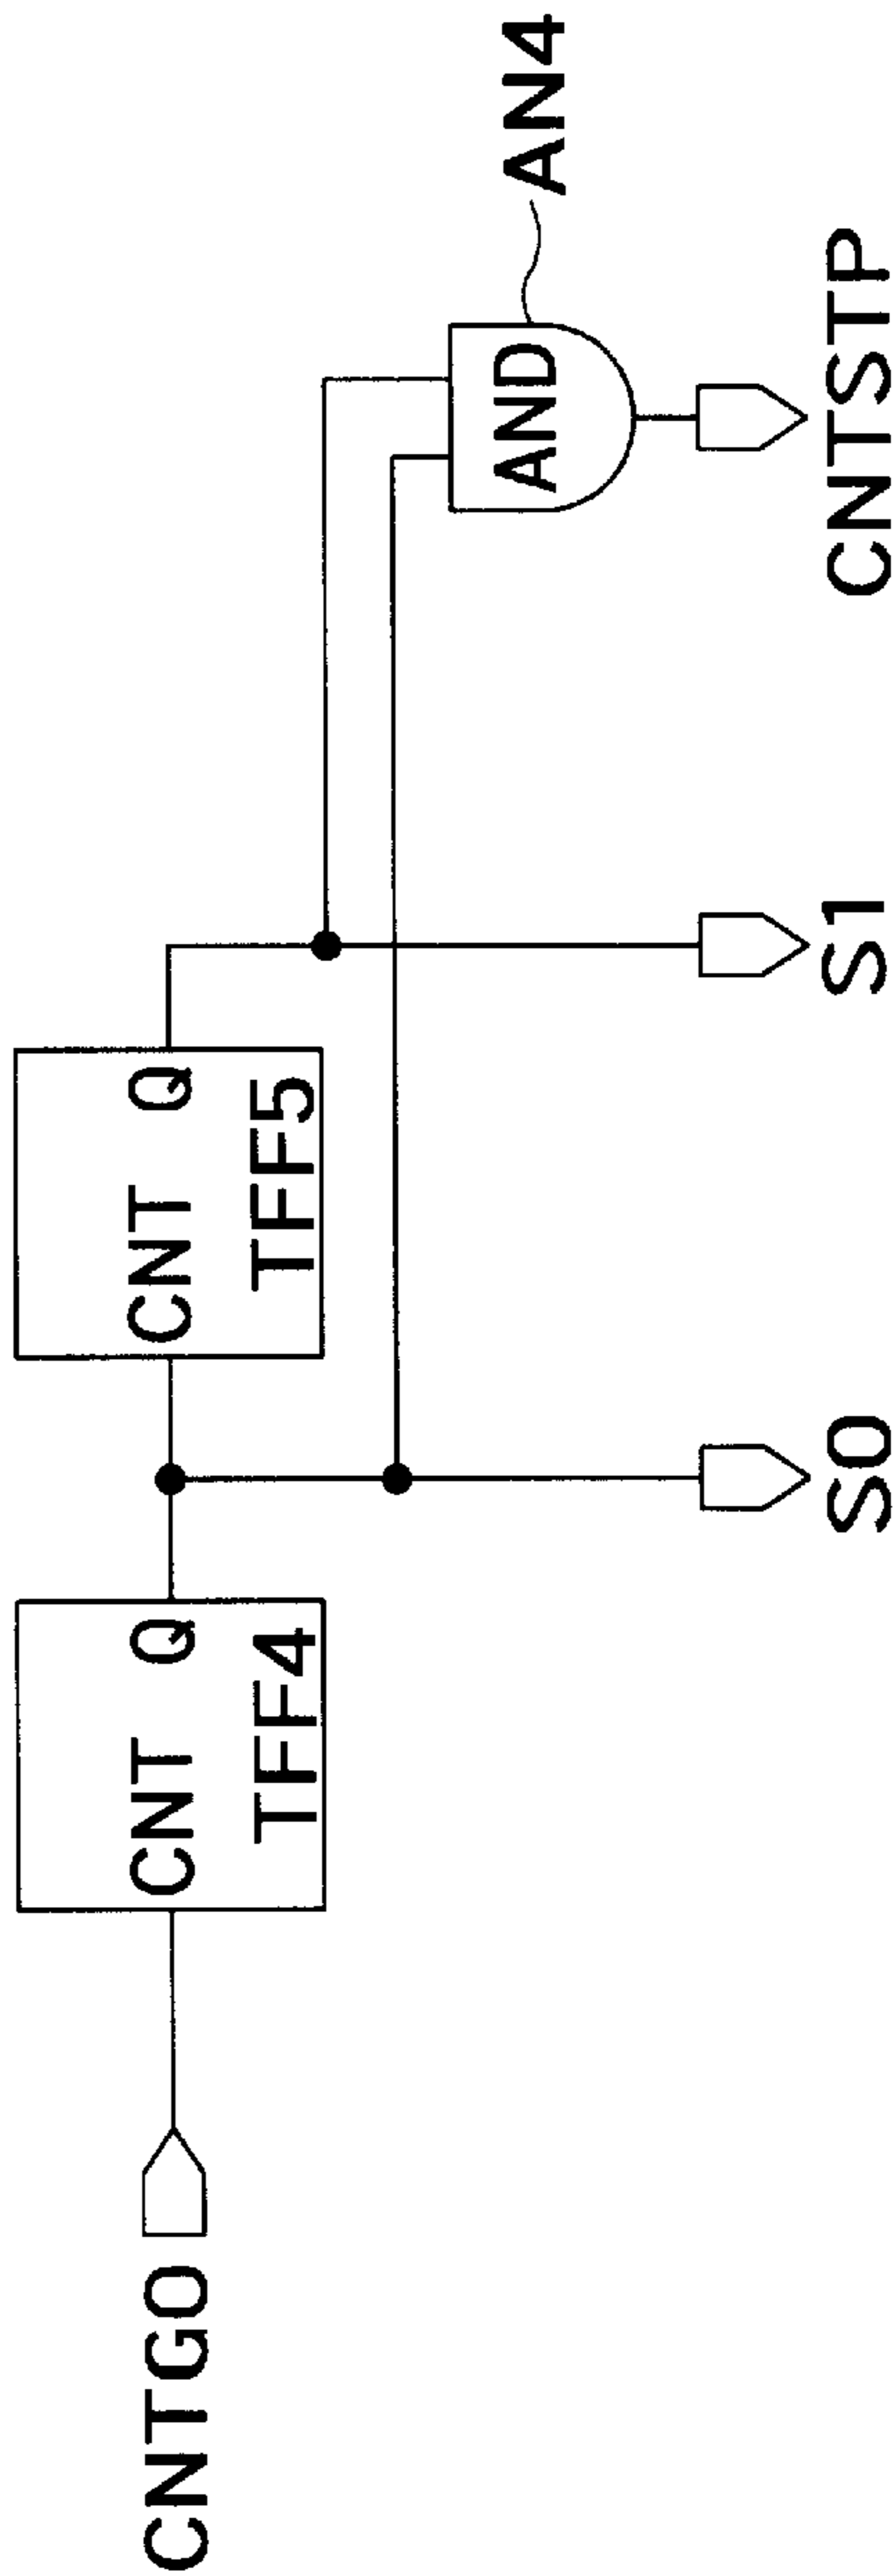 CNTGO
CNT Q
TFF4
CNT Q
TFF5
AND
AN4
S0
S1
CNTSTP